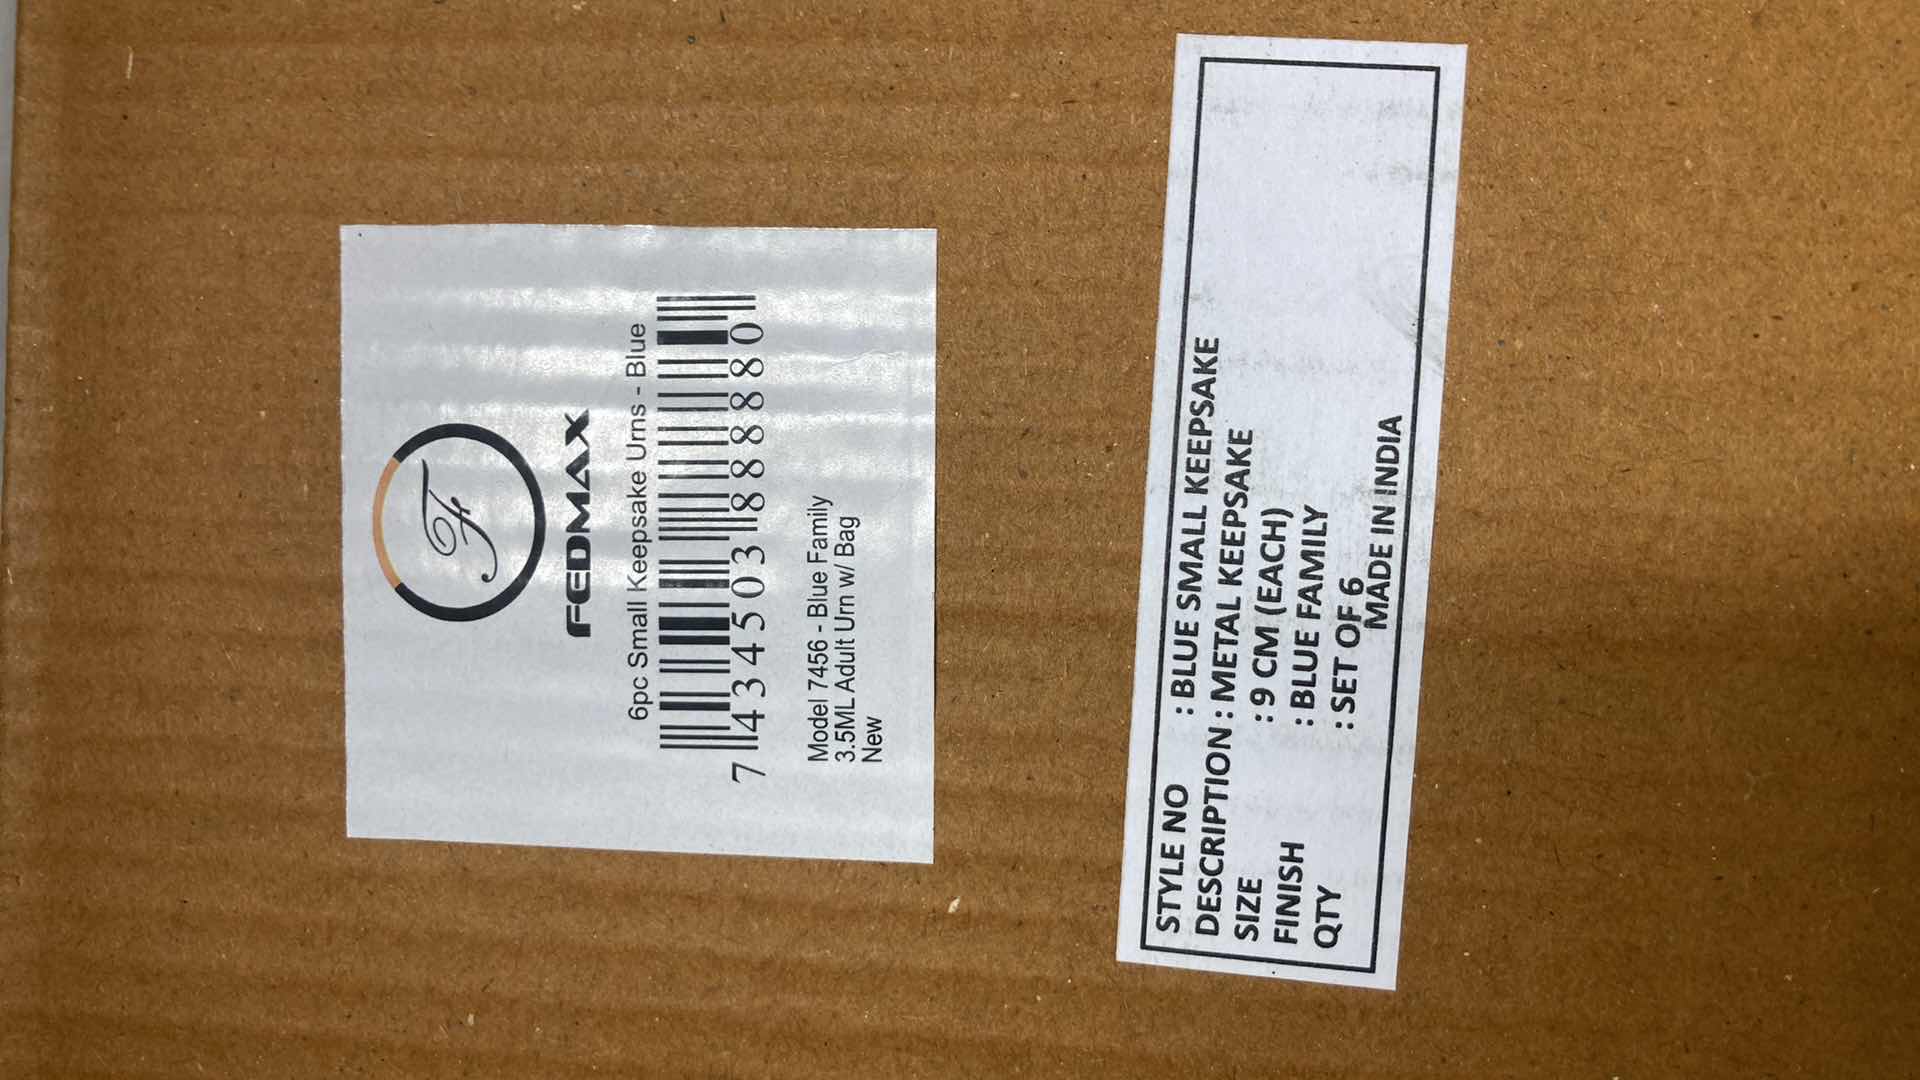 F
FEDMAX
6pc Small Keepsake Urns - Blue
7 434503 888880
Model 7456 - Blue Family
3.5ML Adult Urn w/ Bag
New
STYLE NO : BLUE SMALL KEEPSAKE
DESCRIPTION : METAL KEEPSAKE
SIZE : 9 CM (EACH)
FINISH : BLUE FAMILY
QTY : SET OF 6
MADE IN INDIA